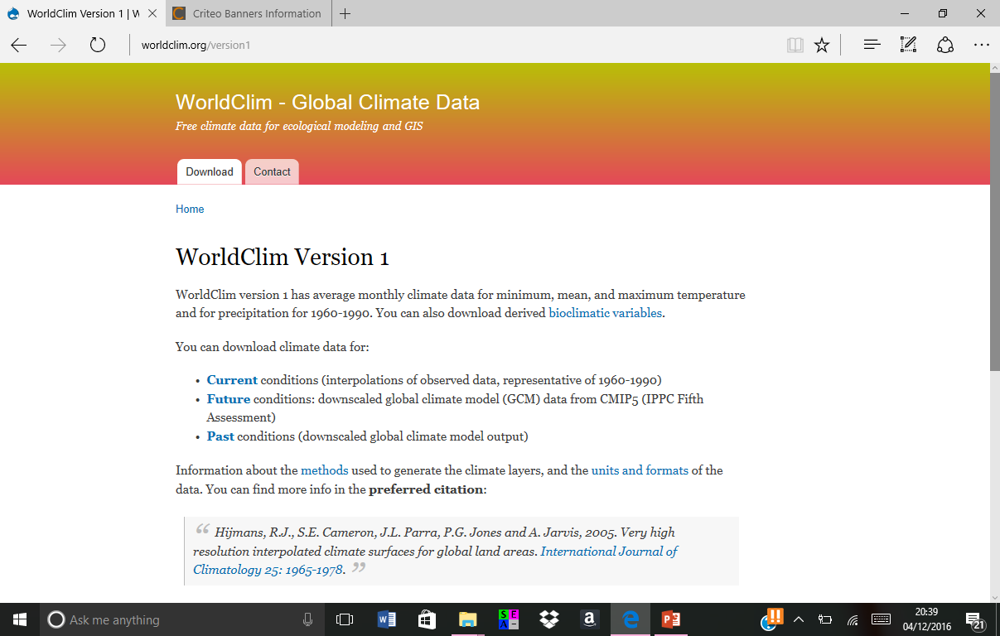 WorldClim Version 1 | W
Criteo Banners Information
worldclim.org/version1
WorldClim - Global Climate Data
Free climate data for ecological modeling and GIS
Download
Contact
Home
WorldClim Version 1
WorldClim version 1 has average monthly climate data for minimum, mean, and maximum temperature
and for precipitation for 1960-1990. You can also download derived bioclimatic variables.
You can download climate data for:
• Current conditions (interpolations of observed data, representative of 1960-1990)
• Future conditions: downscaled global climate model (GCM) data from CMIP5 (IPPC Fifth
Assessment)
• Past conditions (downscaled global climate model output)
Information about the methods used to generate the climate layers, and the units and formats of the
data. You can find more info in the preferred citation:
“ Hijmans, R.J., S.E. Cameron, J.L. Parra, P.G. Jones and A. Jarvis, 2005. Very high
resolution interpolated climate surfaces for global land areas. International Journal of
Climatology 25: 1965-1978. ”
Ask me anything
S E
A -
20:39
04/12/2016
21